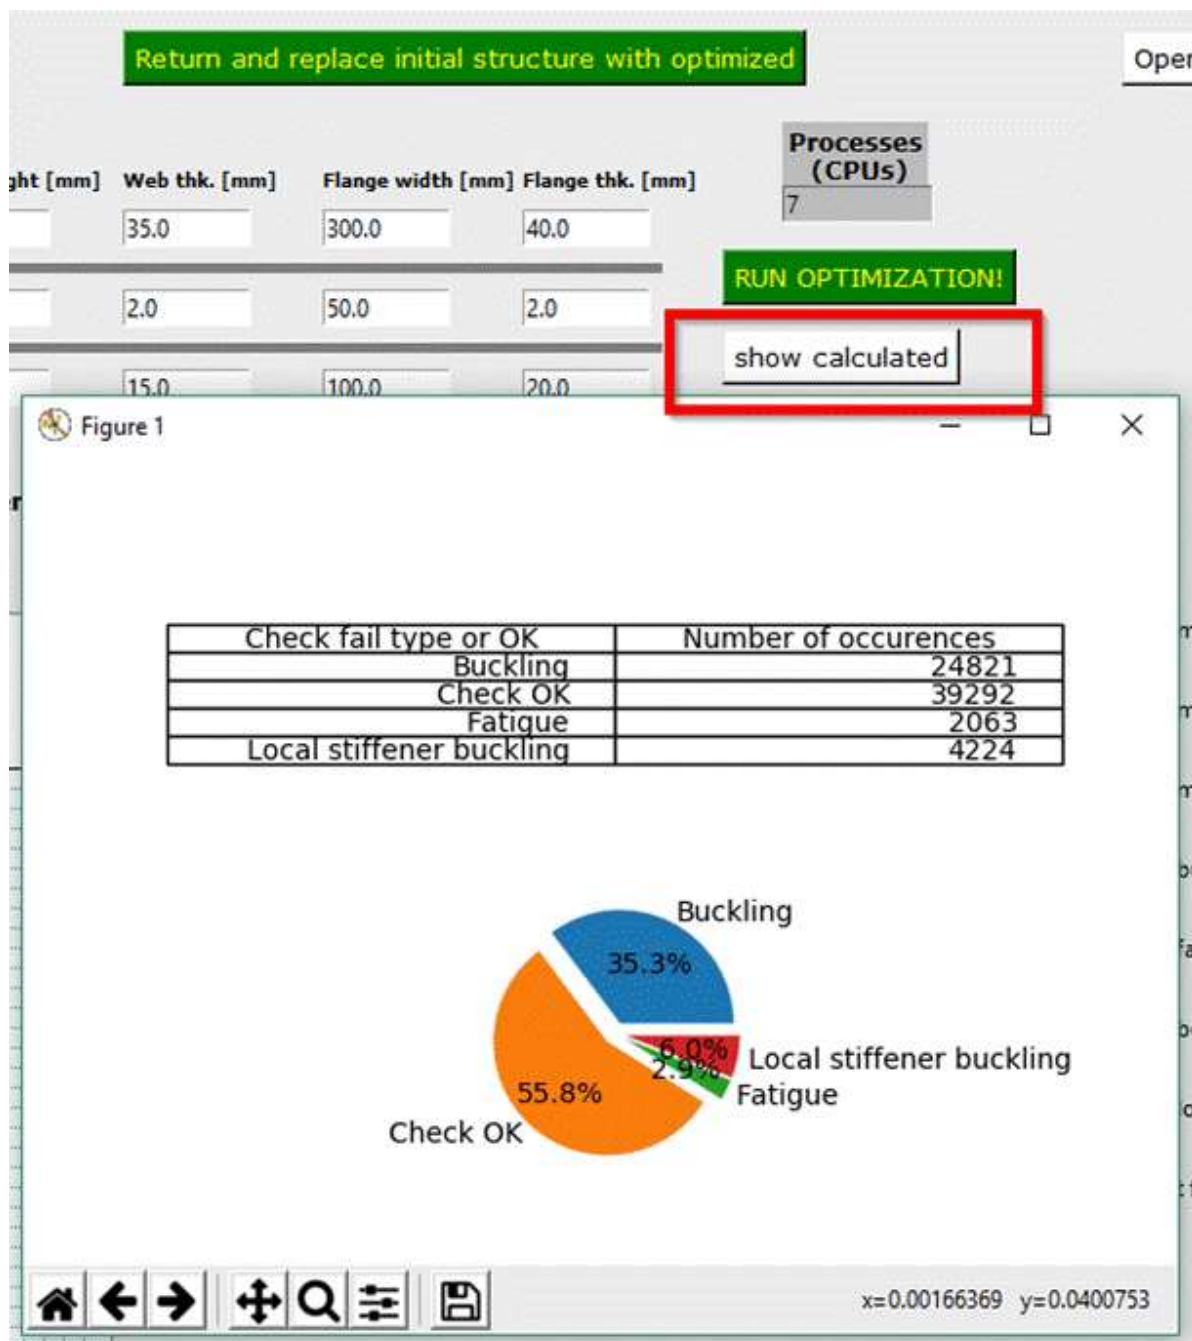 Return and replace initial structure with optimized
Processes
(CPUs)
[mm] Web thk. [mm] Flange width [mm] Flange thk. [mm]
7
35.0 300.0 40.0
RUN OPTIMIZATION!
2.0 50.0 2.0
show calculated
15.0 100.0 20.0
Figure 1
Check fail type or OK Number of occurences
Buckling 24821
Check OK 39292
Fatigue 2063
Local stiffener buckling 4224
Buckling
35.3%
6.0%
Local stiffener buckling
2.9%
Fatigue
55.8%
Check OK
x=0.00166369 y=0.0400753